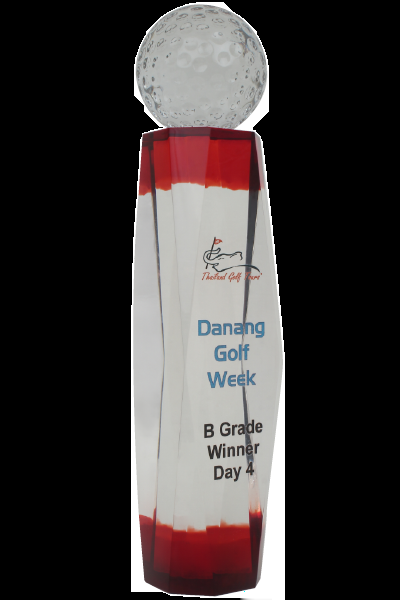 Thailand Golf Tours
Danang
Golf
Week
B Grade
Winner
Day 4